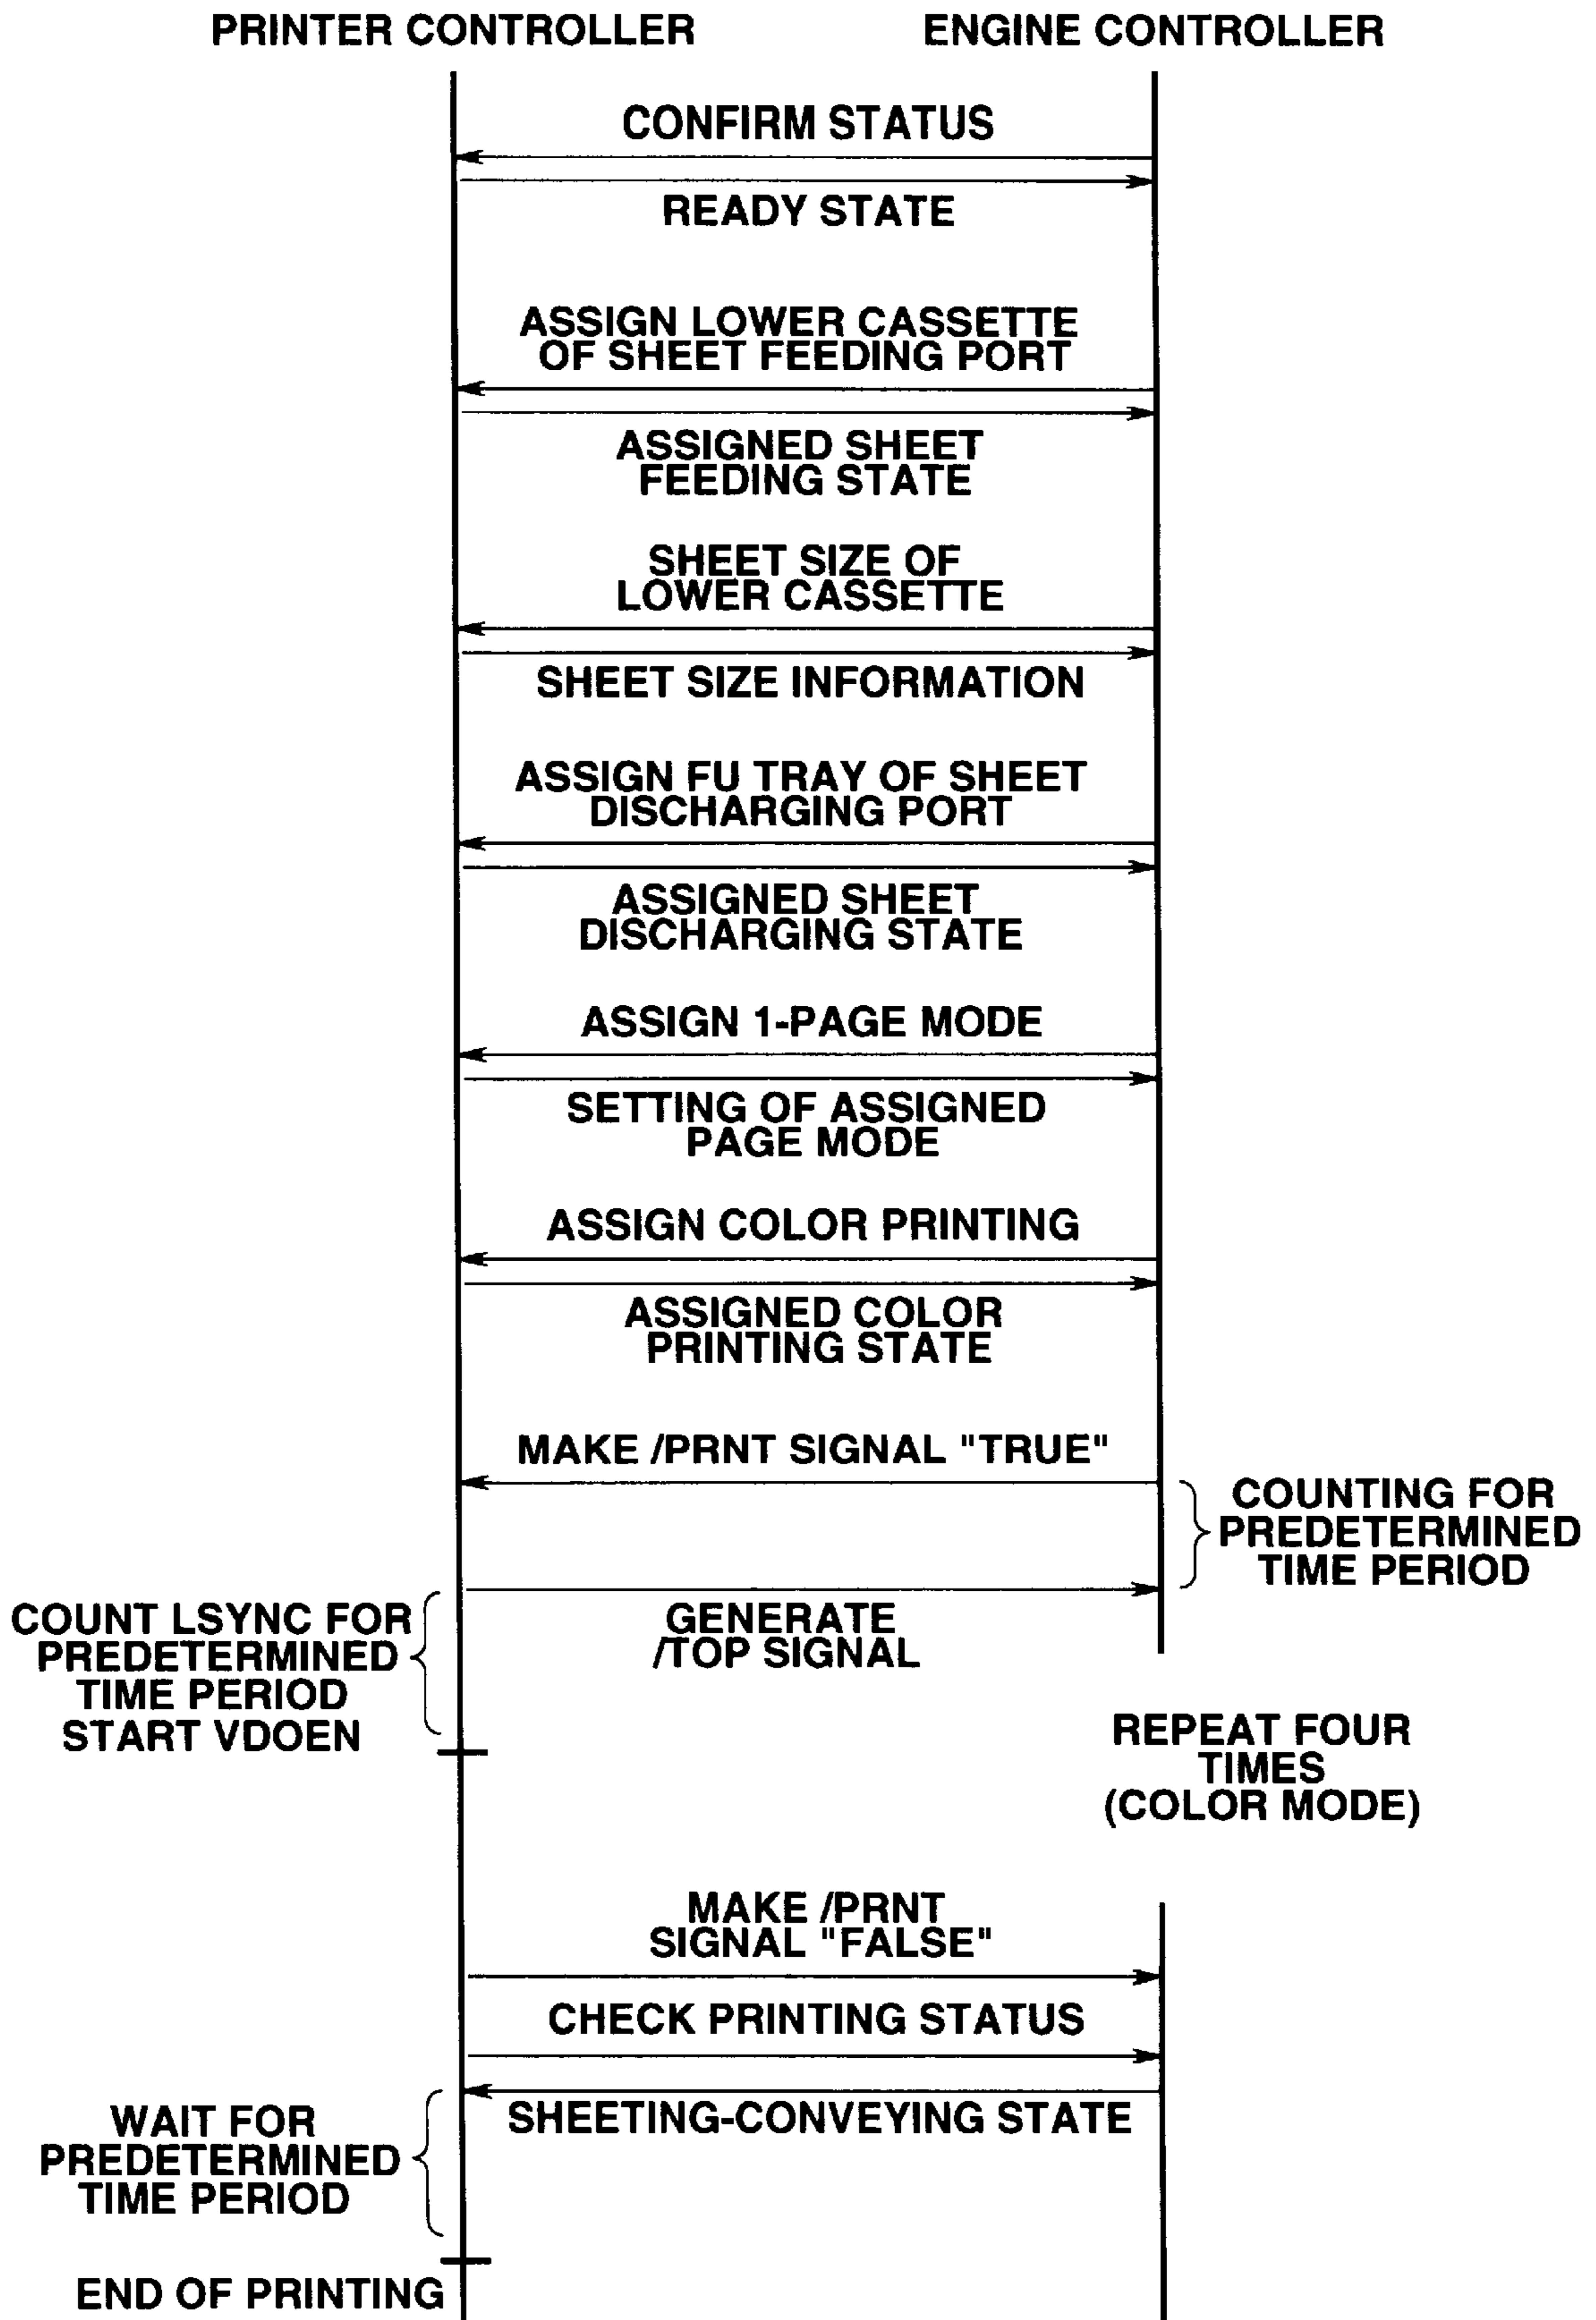 PRINTER CONTROLLER
ENGINE CONTROLLER
CONFIRM STATUS
READY STATE
ASSIGN LOWER CASSETTE
OF SHEET FEEDING PORT
ASSIGNED SHEET
FEEDING STATE
SHEET SIZE OF
LOWER CASSETTE
SHEET SIZE INFORMATION
ASSIGN FU TRAY OF SHEET
DISCHARGING PORT
ASSIGNED SHEET
DISCHARGING STATE
ASSIGN 1-PAGE MODE
SETTING OF ASSIGNED
PAGE MODE
ASSIGN COLOR PRINTING
ASSIGNED COLOR
PRINTING STATE
MAKE /PRNT SIGNAL "TRUE"
COUNTING FOR
PREDETERMINED
TIME PERIOD
GENERATE
/TOP SIGNAL
COUNT LSYNC FOR
PREDETERMINED
TIME PERIOD
START VDOEN
REPEAT FOUR
TIMES
(COLOR MODE)
MAKE /PRNT
SIGNAL "FALSE"
CHECK PRINTING STATUS
SHEETING-CONVEYING STATE
WAIT FOR
PREDETERMINED
TIME PERIOD
END OF PRINTING